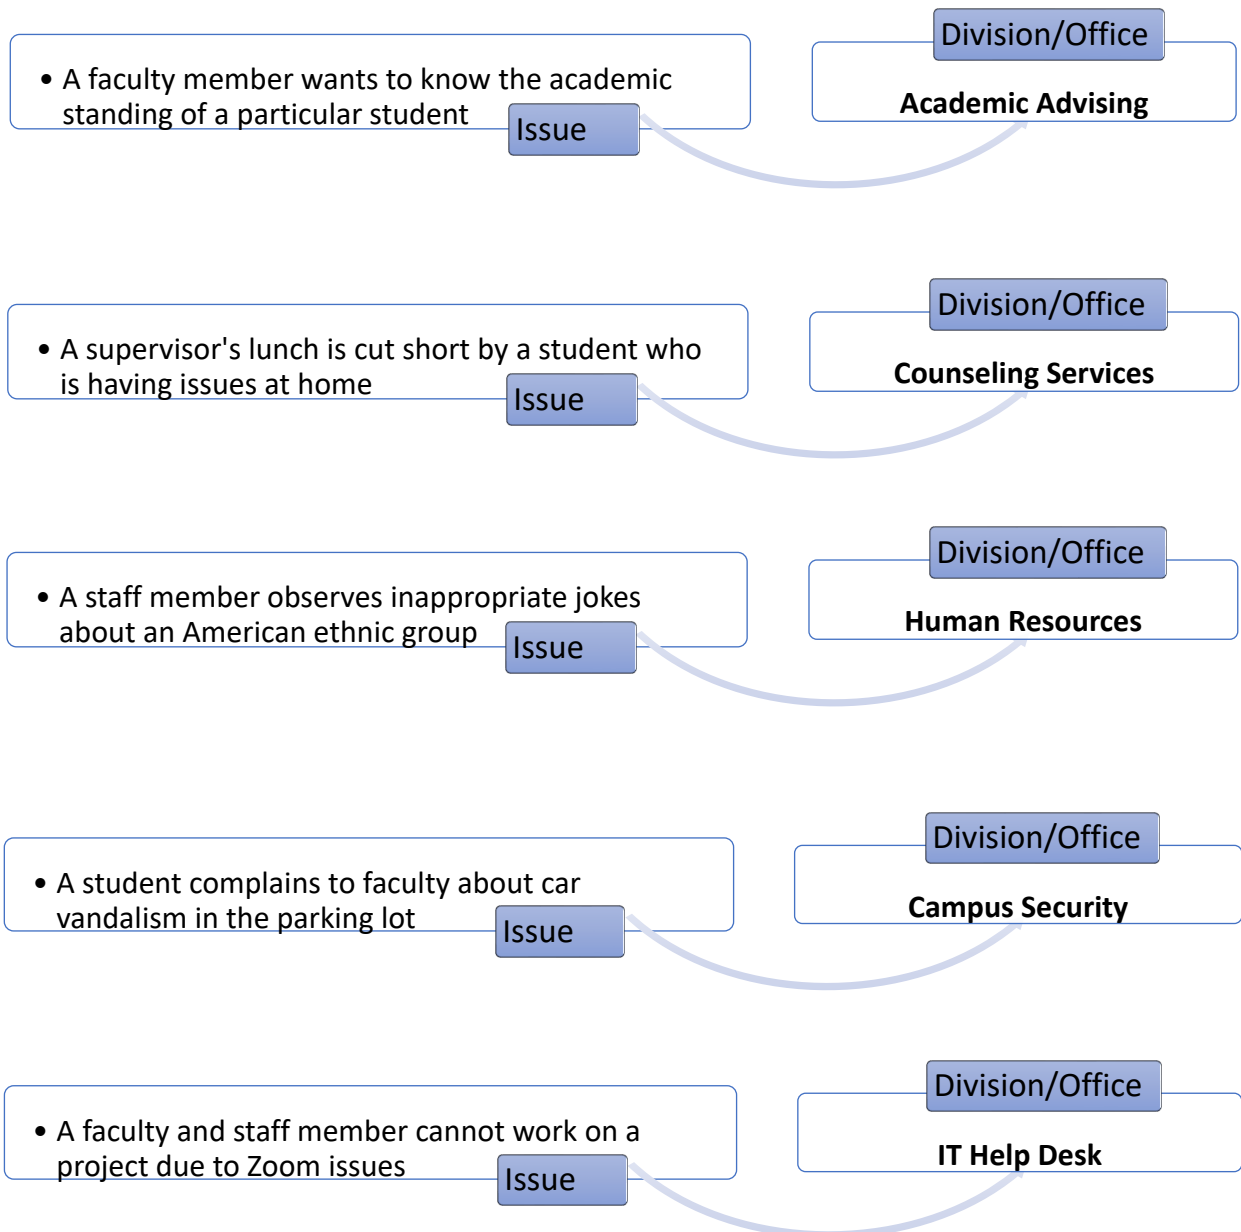 Division/Office
• A faculty member wants to know the academic
standing of a particular student
Academic Advising
Issue
Division/Office
• A supervisor's lunch is cut short by a student who
is having issues at home
Counseling Services
Issue
Division/Office
• A staff member observes inappropriate jokes
about an American ethnic group
Human Resources
Issue
Division/Office
• A student complains to faculty about car
vandalism in the parking lot
Campus Security
Issue
Division/Office
• A faculty and staff member cannot work on a
project due to Zoom issues
IT Help Desk
Issue